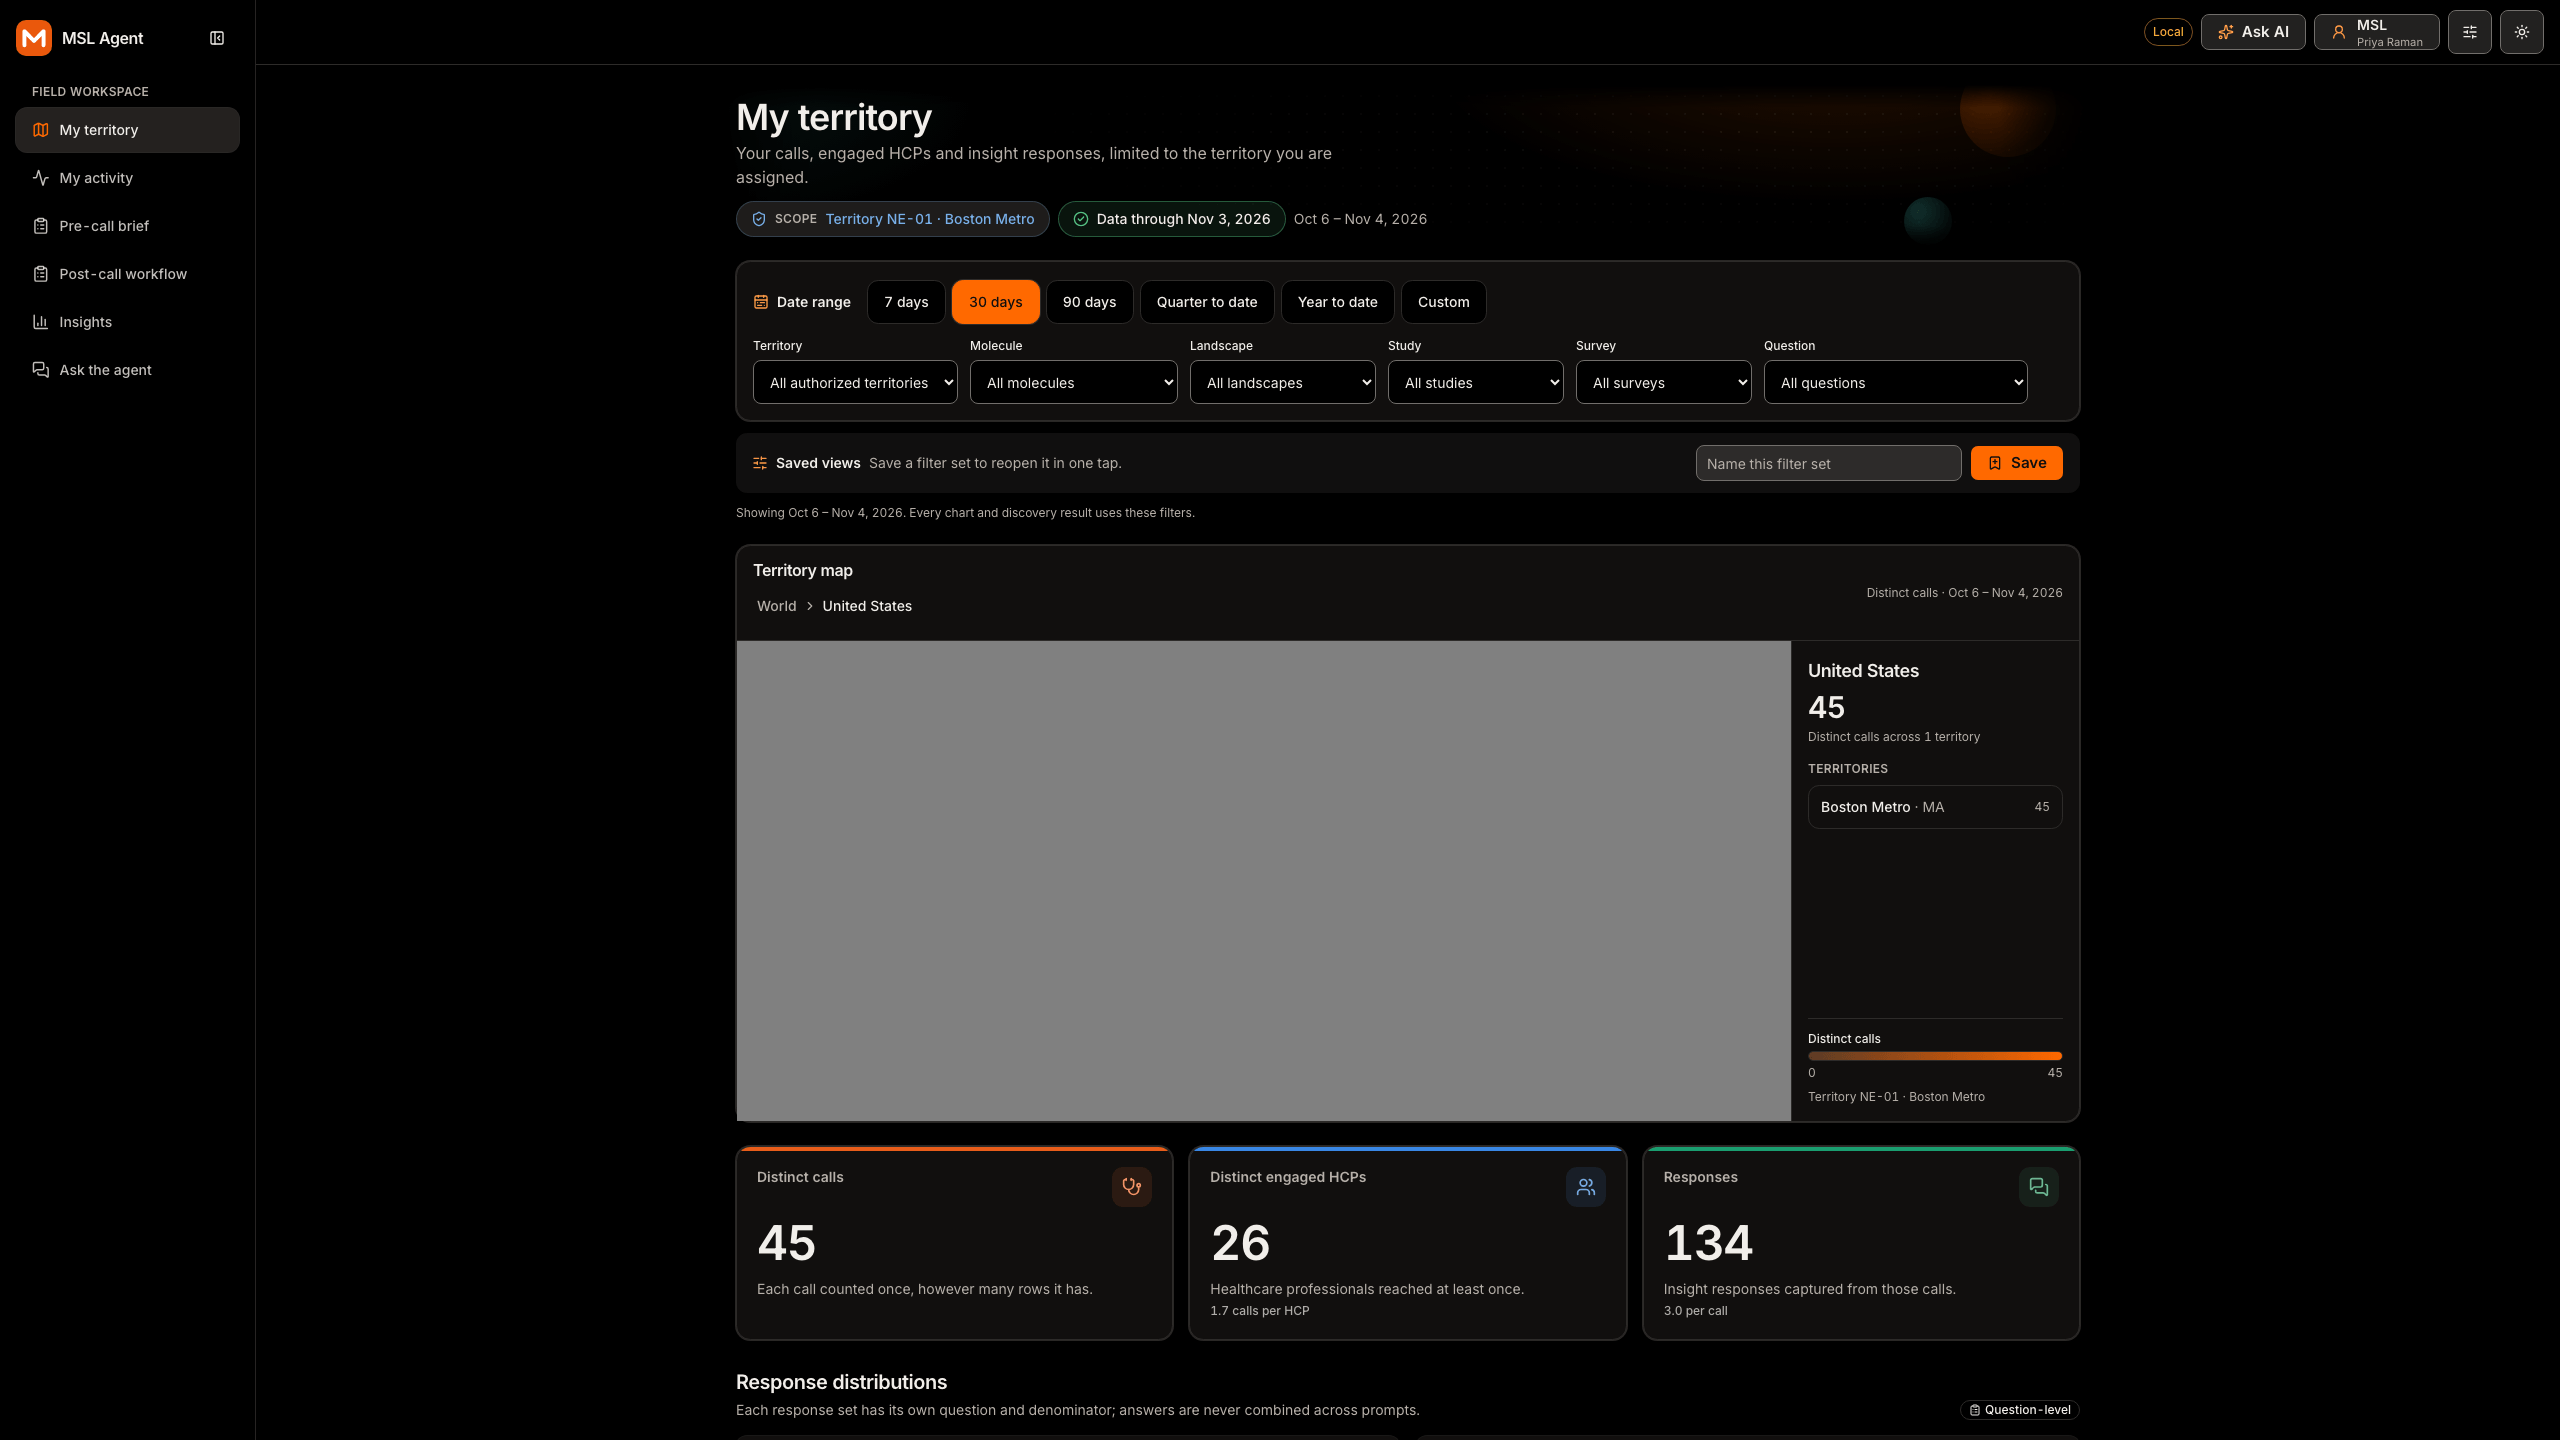 MSL Agent
Local
Ask AI
MSL
Priya Raman
FIELD WORKSPACE
My territory
My activity
Pre-call brief
Post-call workflow
Insights
Ask the agent
My territory
Your calls, engaged HCPs and insight responses, limited to the territory you are
assigned.
SCOPE Territory NE-01 · Boston Metro
Data through Nov 3, 2026
Oct 6 – Nov 4, 2026
Date range
7 days
30 days
90 days
Quarter to date
Year to date
Custom
Territory
Molecule
Landscape
Study
Survey
Question
All authorized territories
All molecules
All landscapes
All studies
All surveys
All questions
Saved views Save a filter set to reopen it in one tap.
Name this filter set
Save
Showing Oct 6 – Nov 4, 2026. Every chart and discovery result uses these filters.
Territory map
World > United States
Distinct calls · Oct 6 – Nov 4, 2026
United States
45
Distinct calls across 1 territory
TERRITORIES
Boston Metro · MA 45
Distinct calls
0 45
Territory NE-01 · Boston Metro
Distinct calls
45
Each call counted once, however many rows it has.
Distinct engaged HCPs
26
Healthcare professionals reached at least once.
1.7 calls per HCP
Responses
134
Insight responses captured from those calls.
3.0 per call
Response distributions
Each response set has its own question and denominator; answers are never combined across prompts.
Question-level